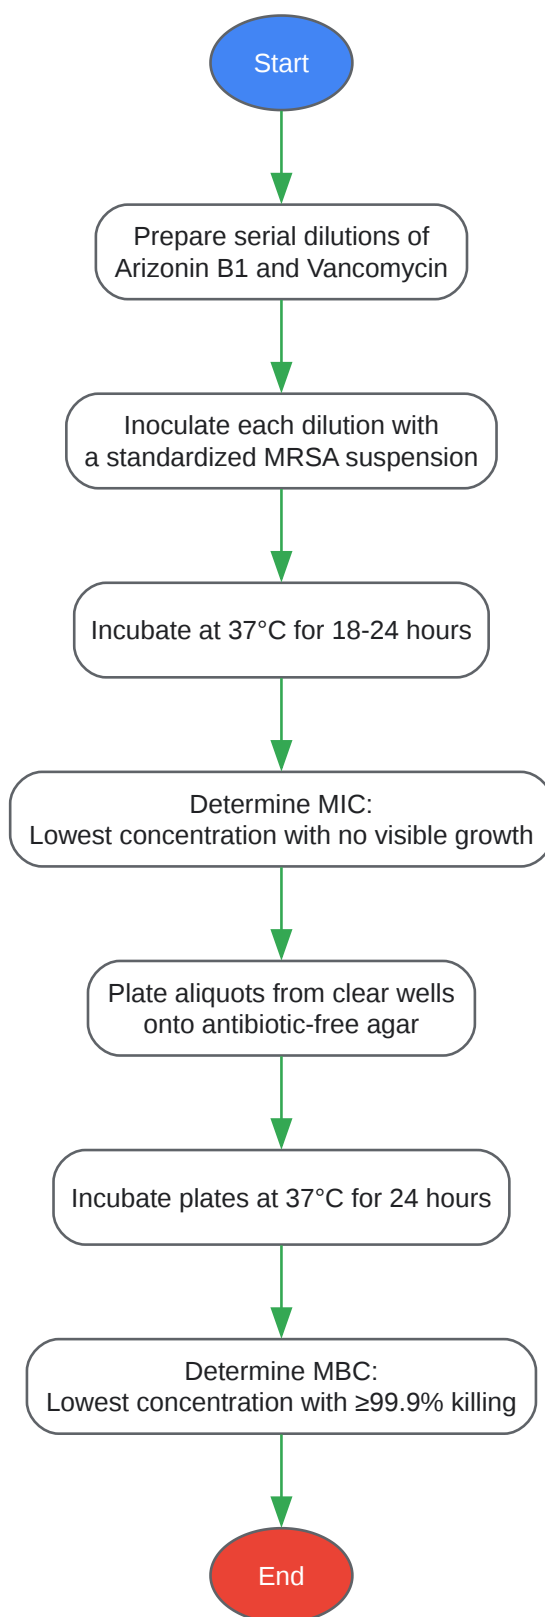 Start
Prepare serial dilutions of
Arizonin B1 and Vancomycin
Inoculate each dilution with
a standardized MRSA suspension
Incubate at 37°C for 18-24 hours
Determine MIC:
Lowest concentration with no visible growth
Plate aliquots from clear wells
onto antibiotic-free agar
Incubate plates at 37°C for 24 hours
Determine MBC:
Lowest concentration with ≥99.9% killing
End